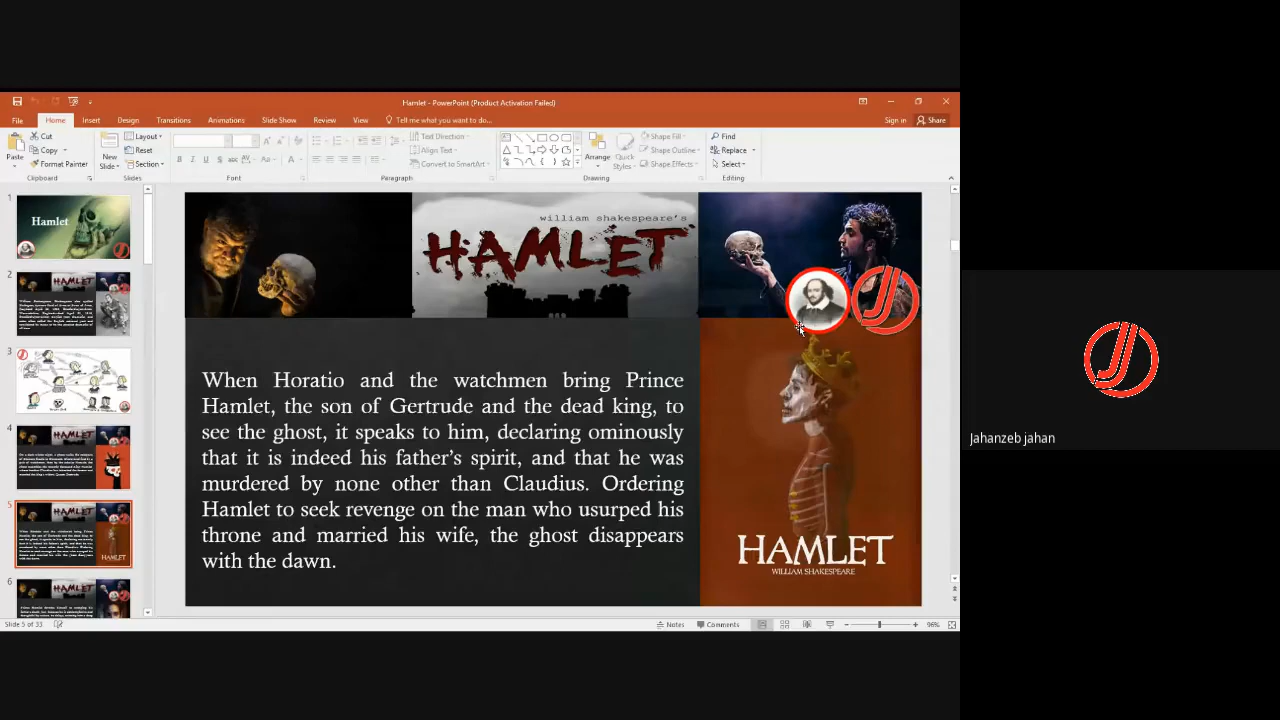 Hamlet - PowerPoint (Product Activation Failed)
File Home Insert Design Transitions Animations Slide Show Review View Tell me what you want to do... Sign in Share
Paste Cut Copy Format Painter
Clipboard
New Slide Layout Reset Section
Slides
Font
Text Direction Align Text Convert to SmartArt
Paragraph
Arrange Quick Styles Shape Fill Shape Outline Shape Effects
Drawing
Find Replace Select
Editing
1
Hamlet
2
3
4
5
6
william shakespeare's
HAMLET
When Horatio and the watchmen bring Prince
Hamlet, the son of Gertrude and the dead king, to
see the ghost, it speaks to him, declaring ominously
that it is indeed his father's spirit, and that he was
murdered by none other than Claudius. Ordering
Hamlet to seek revenge on the man who usurped his
throne and married his wife, the ghost disappears
with the dawn.
HAMLET
WILLIAM SHAKESPEARE
Jahanzeb jahan
Slide 5 of 33 Notes Comments 96%